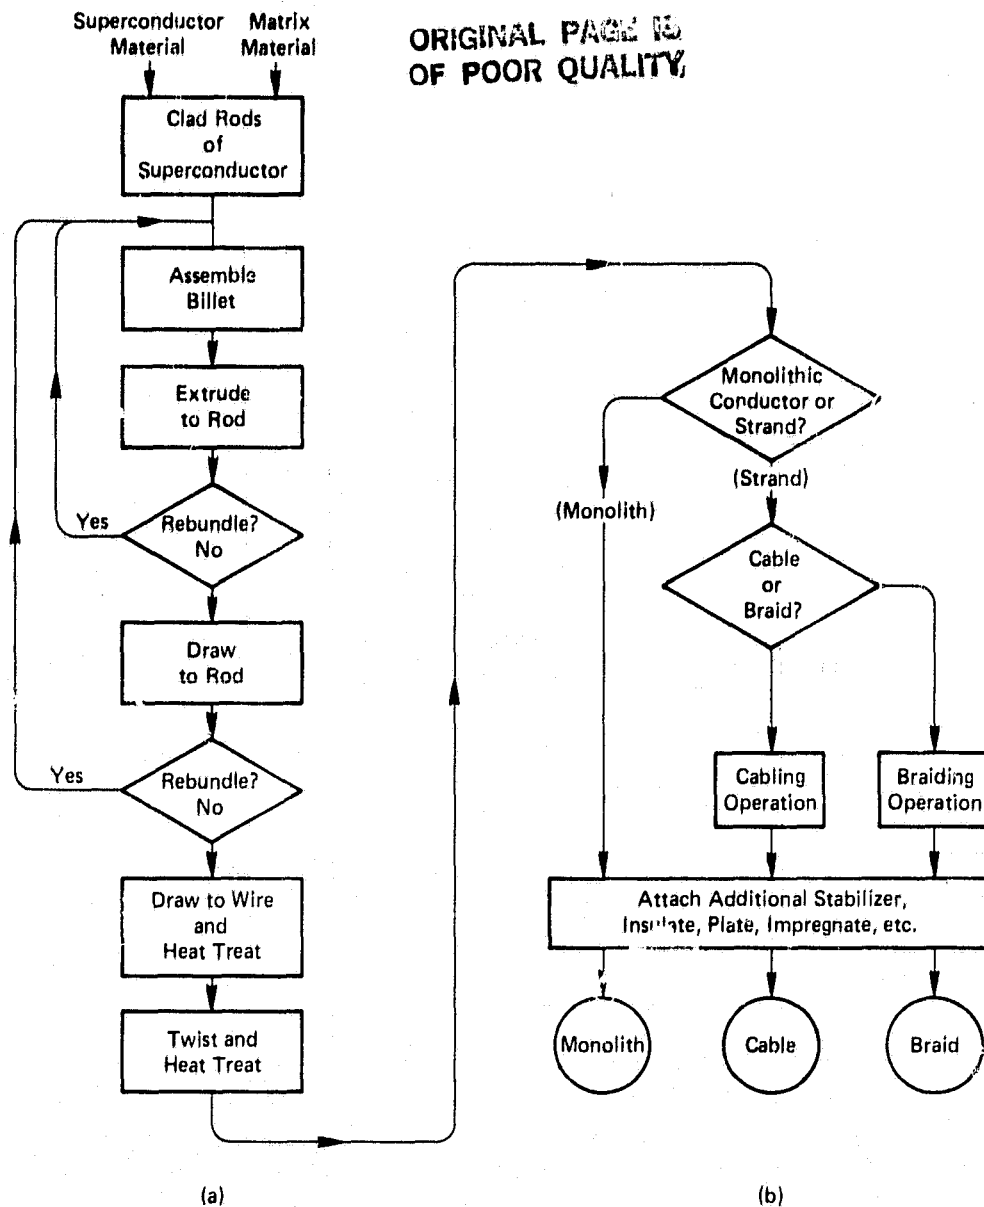 Superconductor Material
Matrix Material
ORIGINAL PAGE IS
OF POOR QUALITY
Clad Rods
of
Superconductor
Assemble
Billet
Extrude
to Rod
Yes
Rebundle?
No
Draw
to Rod
Yes
Rebundle?
No
Draw to Wire
and
Heat Treat
Twist and
Heat Treat
(a)
Monolithic
Conductor or
Strand?
(Strand)
(Monolith)
Cable
or
Braid?
Cabling
Operation
Braiding
Operation
Attach Additional Stabilizer,
Insulate, Plate, Impregnate, etc.
Monolith
Cable
Braid
(b)